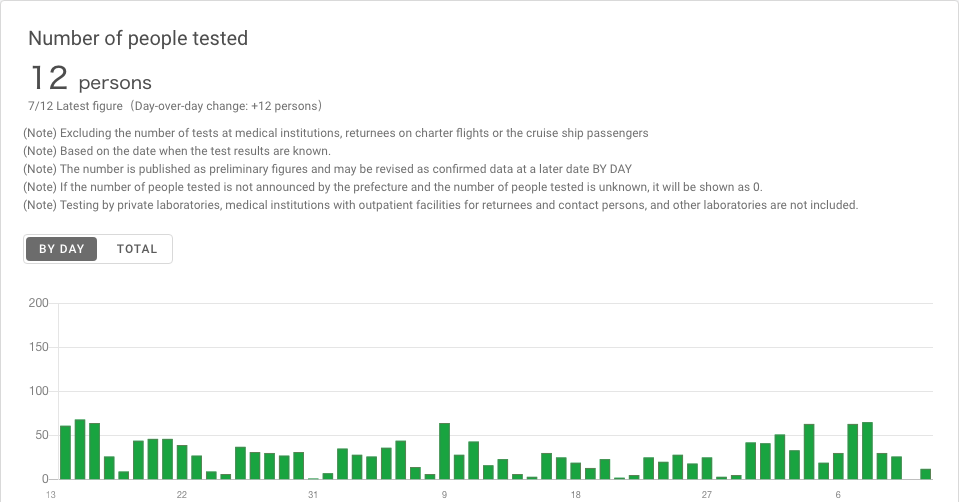 Number of people tested
12 persons
7/12 Latest figure（Day-over-day change: +12 persons）
(Note) Excluding the number of tests at medical institutions, returnees on charter flights or the cruise ship passengers
(Note) Based on the date when the test results are known.
(Note) The number is published as preliminary figures and may be revised as confirmed data at a later date BY DAY
(Note) If the number of people tested is not announced by the prefecture and the number of people tested is unknown, it will be shown as 0.
(Note) Testing by private laboratories, medical institutions with outpatient facilities for returnees and contact persons, and other laboratories are not included.
BY DAY TOTAL
200
150
100
50
0
13 22 31 9 18 27 6